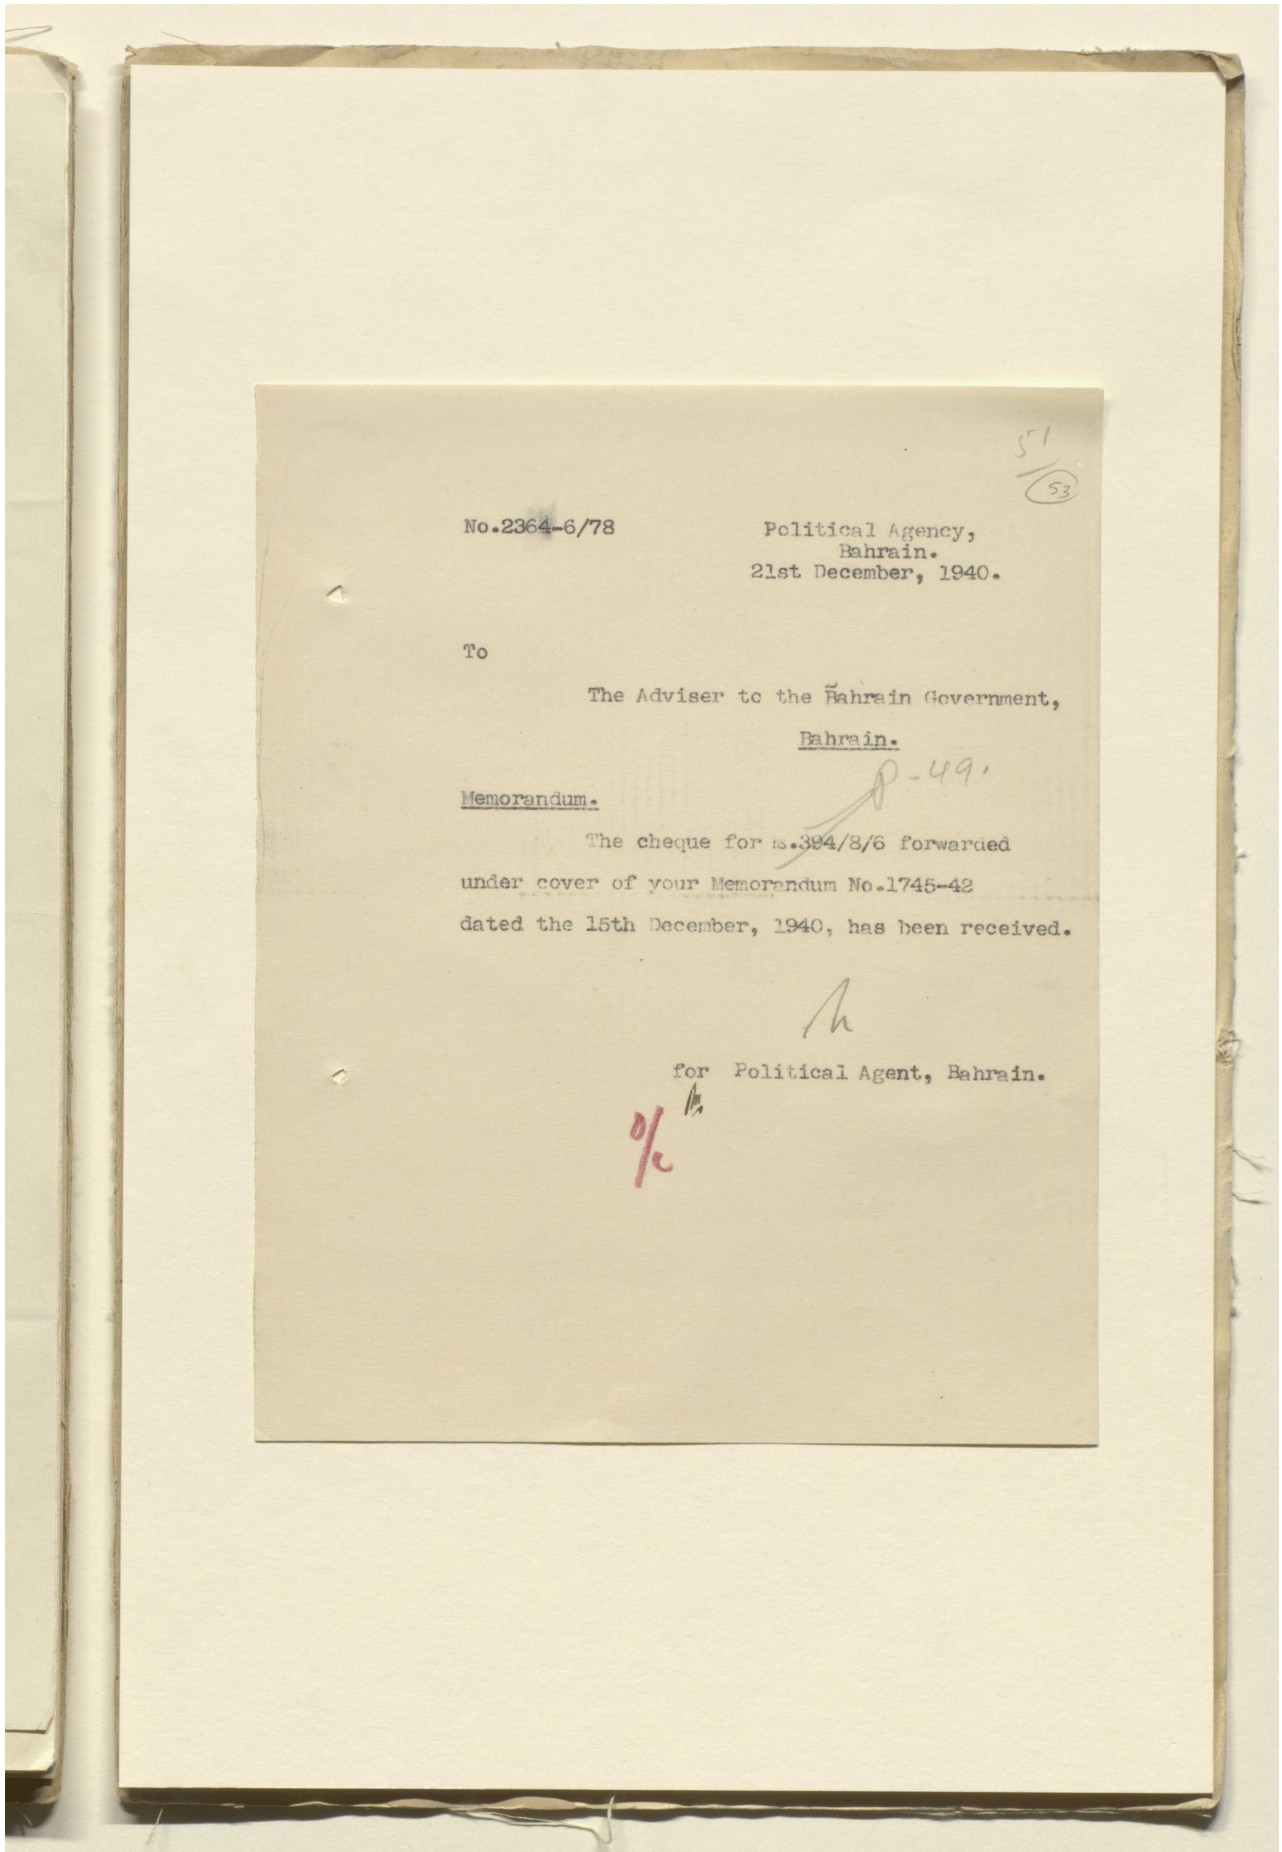 51
53
No.2364-6/78
Political Agency,
Bahrain.
21st December, 1940.
To
The Adviser to the Bahrain Government,
Bahrain.
P-49.
Memorandum.
The cheque for Rs.394/8/6 forwarded
under cover of your Memorandum No.1745-42
dated the 15th December, 1940, has been received.
for Political Agent, Bahrain.
O/c